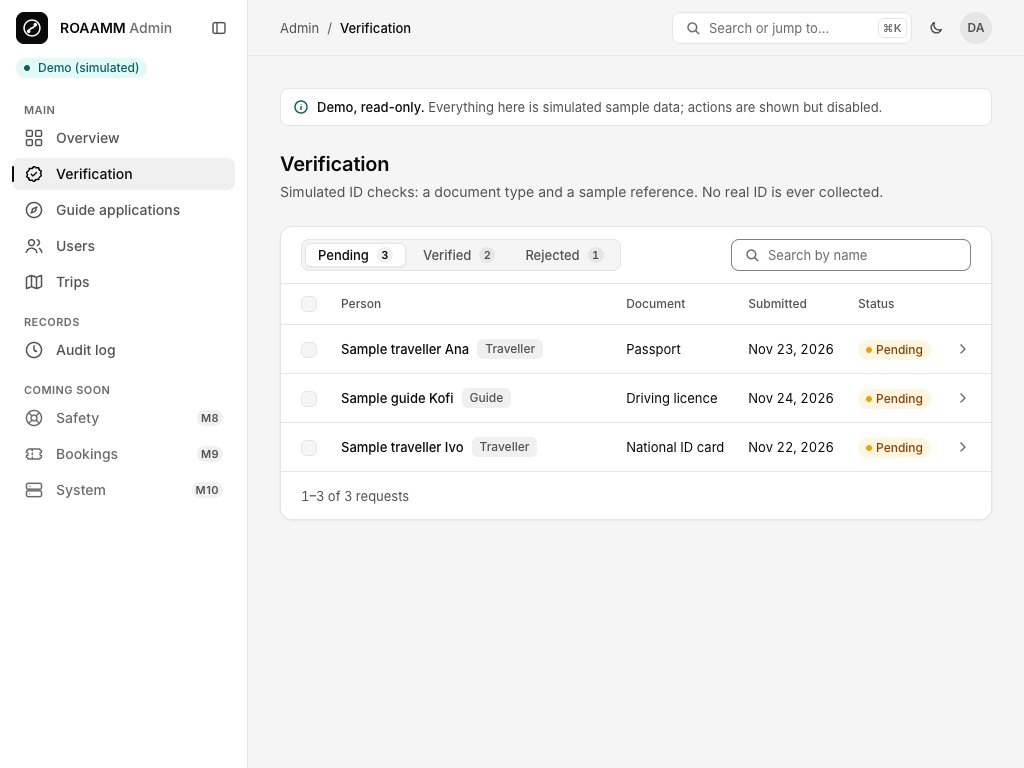 ROAAMM Admin
Demo (simulated)
MAIN
Overview
Verification
Guide applications
Users
Trips
RECORDS
Audit log
COMING SOON
Safety M8
Bookings M9
System M10
Admin / Verification
Search or jump to... ⌘K
DA
Demo, read-only. Everything here is simulated sample data; actions are shown but disabled.
Verification
Simulated ID checks: a document type and a sample reference. No real ID is ever collected.
Pending 3 Verified 2 Rejected 1
Search by name
Person Document Submitted Status
Sample traveller Ana Traveller Passport Nov 23, 2026 Pending
Sample guide Kofi Guide Driving licence Nov 24, 2026 Pending
Sample traveller Ivo Traveller National ID card Nov 22, 2026 Pending
1–3 of 3 requests